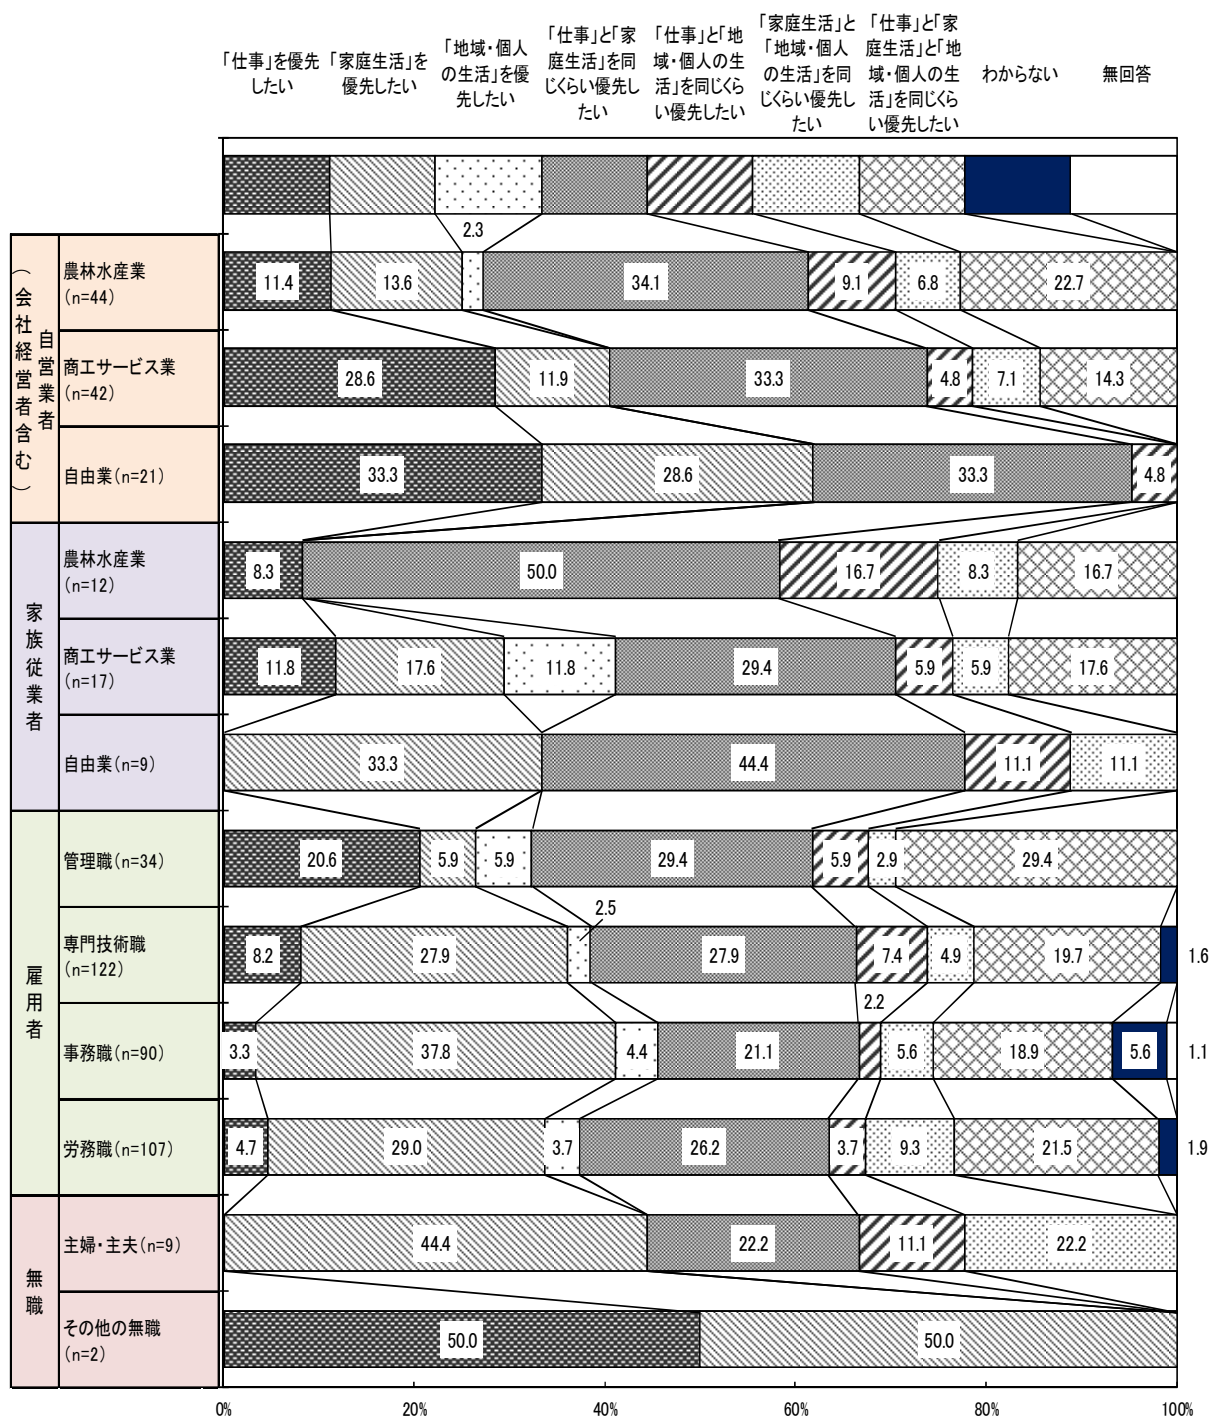 「仕事」を優先
したい
「家庭生活」を
優先したい
「地域・個人
の生活」を優
先したい
「仕事」と「家
庭生活」を同
じくらい優先し
たい
「仕事」と「地
域・個人の生
活」を同じくら
い優先したい
「家庭生活」と
「地域・個人
の生活」を同
じくらい優先し
たい
「仕事」と「家
庭生活」と「地
域・個人の生
活」を同じくら
い優先したい
わからない
無回答
自営業者
（会社経営者含む）
農林水産業
(n=44)
11.4
13.6
2.3
34.1
9.1
6.8
22.7
商工サービス業
(n=42)
28.6
11.9
33.3
4.8
7.1
14.3
自由業(n=21)
33.3
28.6
33.3
4.8
家族従業者
農林水産業
(n=12)
8.3
50.0
16.7
8.3
16.7
商工サービス業
(n=17)
11.8
17.6
11.8
29.4
5.9
5.9
17.6
自由業(n=9)
33.3
44.4
11.1
11.1
雇用者
管理職(n=34)
20.6
5.9
5.9
29.4
5.9
2.9
29.4
専門技術職
(n=122)
8.2
27.9
2.5
27.9
7.4
4.9
19.7
1.6
事務職(n=90)
3.3
37.8
4.4
21.1
2.2
5.6
18.9
5.6
1.1
労務職(n=107)
4.7
29.0
3.7
26.2
3.7
9.3
21.5
1.9
無職
主婦・主夫(n=9)
44.4
22.2
11.1
22.2
その他の無職
(n=2)
50.0
50.0
0%
20%
40%
60%
80%
100%